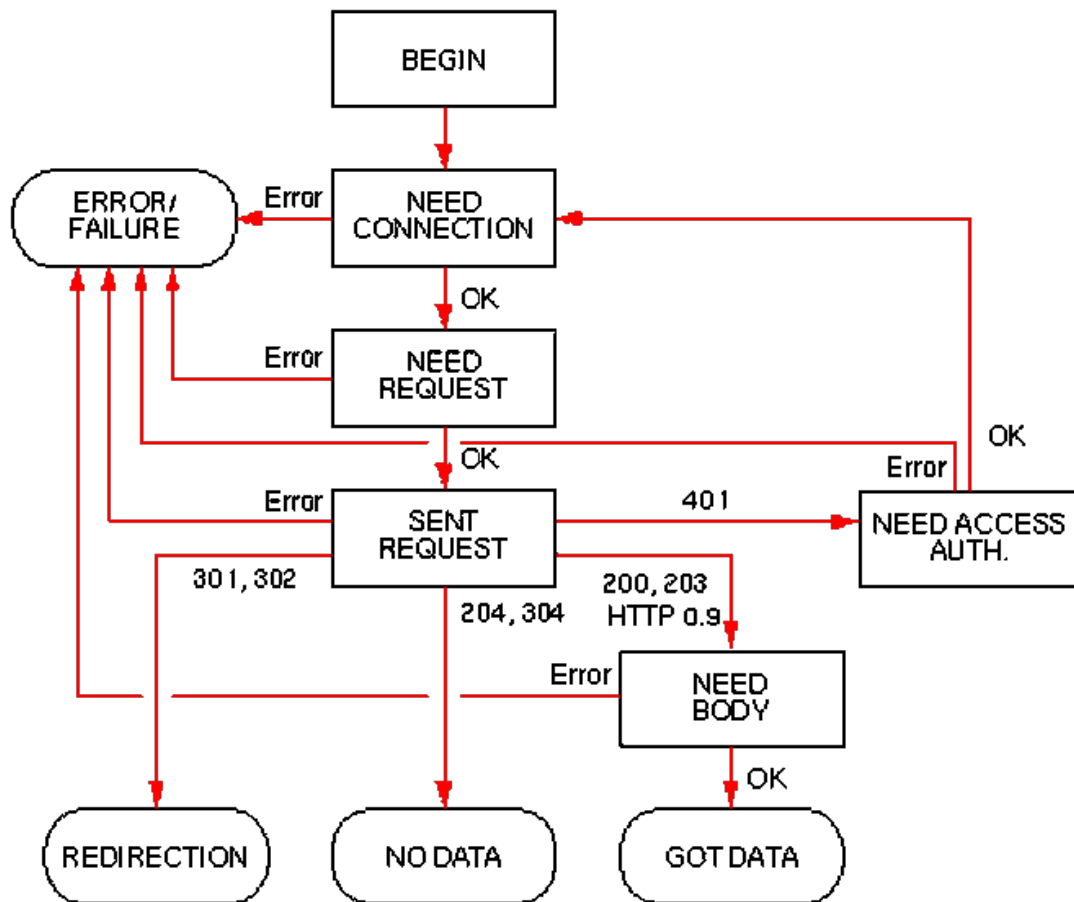 BEGIN
ERROR/
FAILURE
Error
NEED
CONNECTION
OK
Error
NEED
REQUEST
OK
OK
Error
Error
SENT
REQUEST
401
NEED ACCESS
AUTH.
301, 302
204, 304
200, 203
HTTP 0.9
Error
NEED
BODY
OK
REDIRECTION
NO DATA
GOT DATA